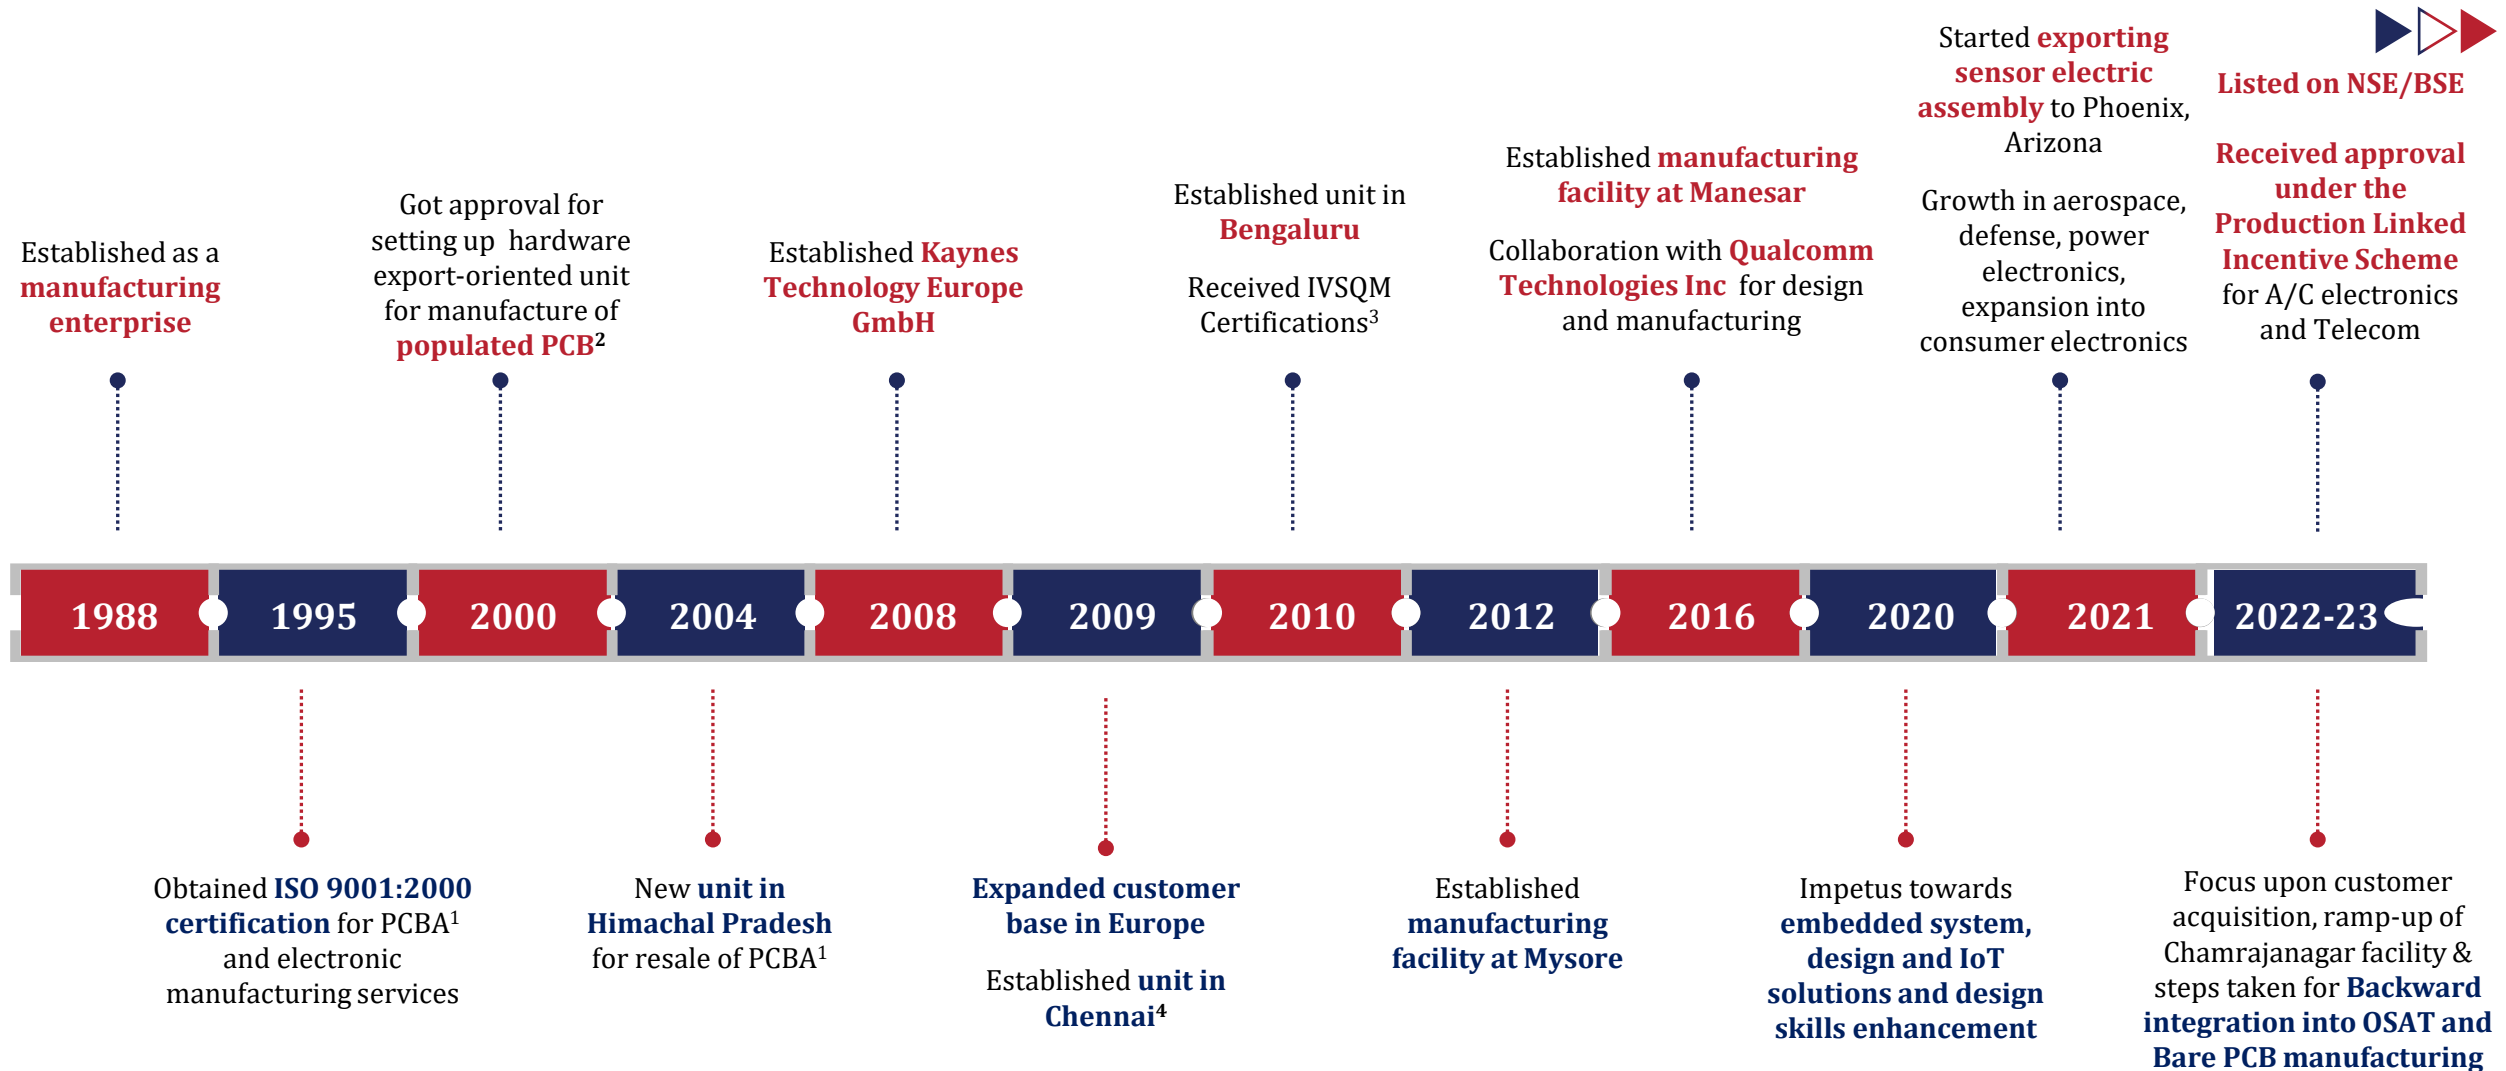 Established as a
manufacturing
enterprise
Got approval for
setting up hardware
export-oriented unit
for manufacture of
populated PCB²
Established Kaynes
Technology Europe
GmbH
Established unit in
Bengaluru
Received IVSQM
Certifications³
Established manufacturing
facility at Manesar
Collaboration with Qualcomm
Technologies Inc for design
and manufacturing
Started exporting
sensor electric
assembly to Phoenix,
Arizona
Growth in aerospace,
defense, power
electronics,
expansion into
consumer electronics
Listed on NSE/BSE
Received approval
under the
Production Linked
Incentive Scheme
for A/C electronics
and Telecom
1988
1995
2000
2004
2008
2009
2010
2012
2016
2020
2021
2022-23
Obtained ISO 9001:2000
certification for PCBA¹
and electronic
manufacturing services
New unit in
Himachal Pradesh
for resale of PCBA¹
Expanded customer
base in Europe
Established unit in
Chennai⁴
Established
manufacturing
facility at Mysore
Impetus towards
embedded system,
design and IoT
solutions and design
skills enhancement
Focus upon customer
acquisition, ramp-up of
Chamrajanagar facility &
steps taken for Backward
integration into OSAT and
Bare PCB manufacturing